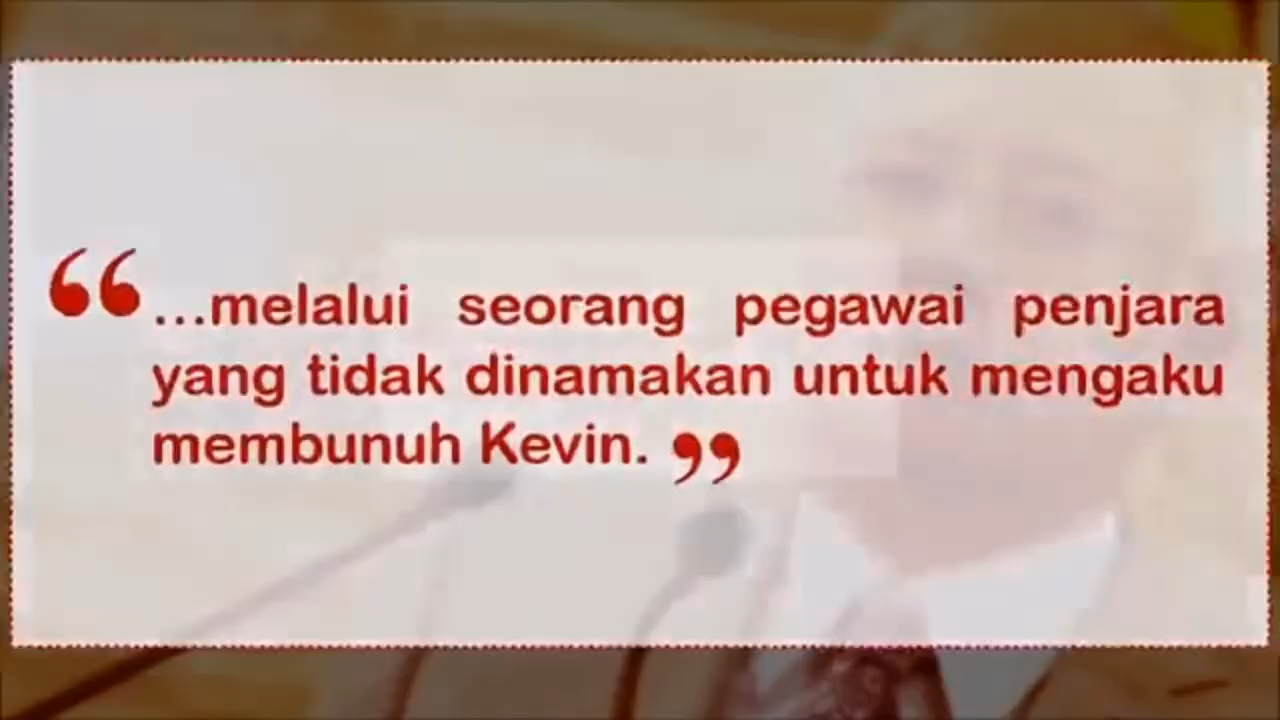 “…melalui seorang pegawai penjara
yang tidak dinamakan untuk mengaku
membunuh Kevin.”